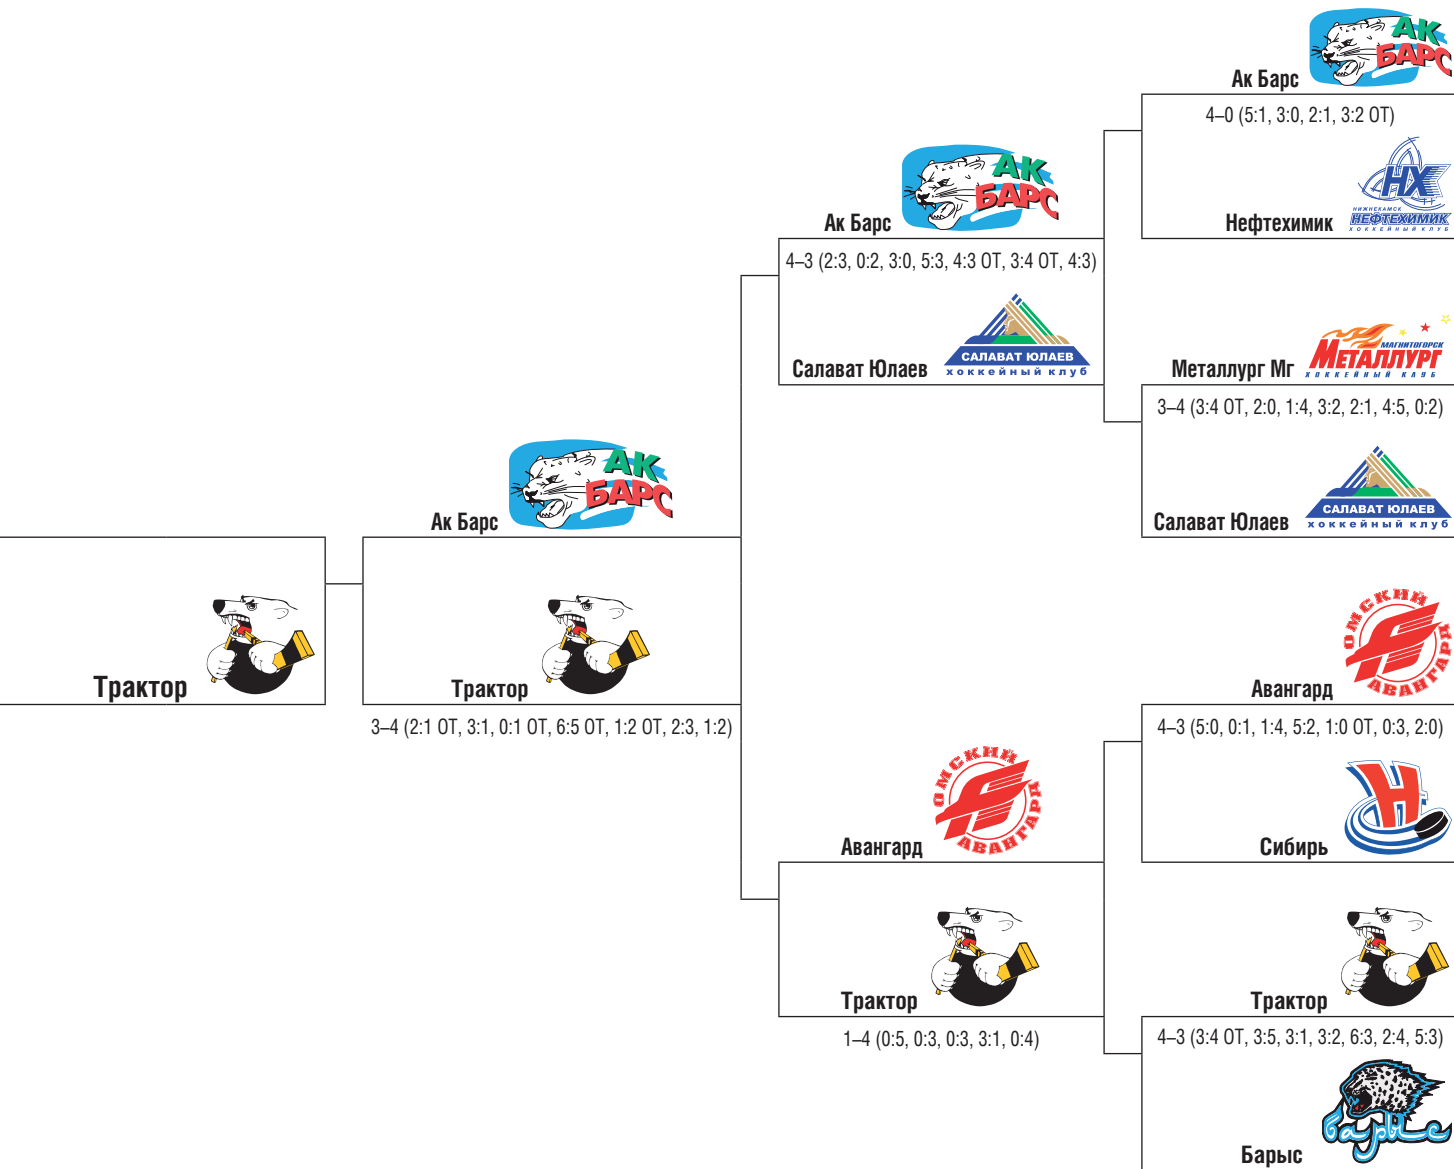 АК
БАРС
Ак Барс
4–0 (5:1, 3:0, 2:1, 3:2 ОТ)
НХ
НИЖНЕКАМСК
НЕФТЕХИМИК
ХОККЕЙНЫЙ КЛУБ
Нефтехимик
АК
БАРС
Ак Барс
4–3 (2:3, 0:2, 3:0, 5:3, 4:3 ОТ, 3:4 ОТ, 4:3)
САЛАВАТ ЮЛАЕВ
хоккейный клуб
Салават Юлаев
МАГНИТОГОРСК
МЕТАЛЛУРГ
ХОККЕЙНЫЙ КЛУБ
Металлург Мг
3–4 (3:4 ОТ, 2:0, 1:4, 3:2, 2:1, 4:5, 0:2)
САЛАВАТ ЮЛАЕВ
хоккейный клуб
Салават Юлаев
АК
БАРС
Ак Барс
Трактор
Трактор
3–4 (2:1 ОТ, 3:1, 0:1 ОТ, 6:5 ОТ, 1:2 ОТ, 2:3, 1:2)
ОМСКИЙ
АВАНГАРД
Авангард
4–3 (5:0, 0:1, 1:4, 5:2, 1:0 ОТ, 0:3, 2:0)
Н
Сибирь
ОМСКИЙ
АВАНГАРД
Авангард
Трактор
1–4 (0:5, 0:3, 0:3, 3:1, 0:4)
Трактор
4–3 (3:4 ОТ, 3:5, 3:1, 3:2, 6:3, 2:4, 5:3)
барыс
Барыс